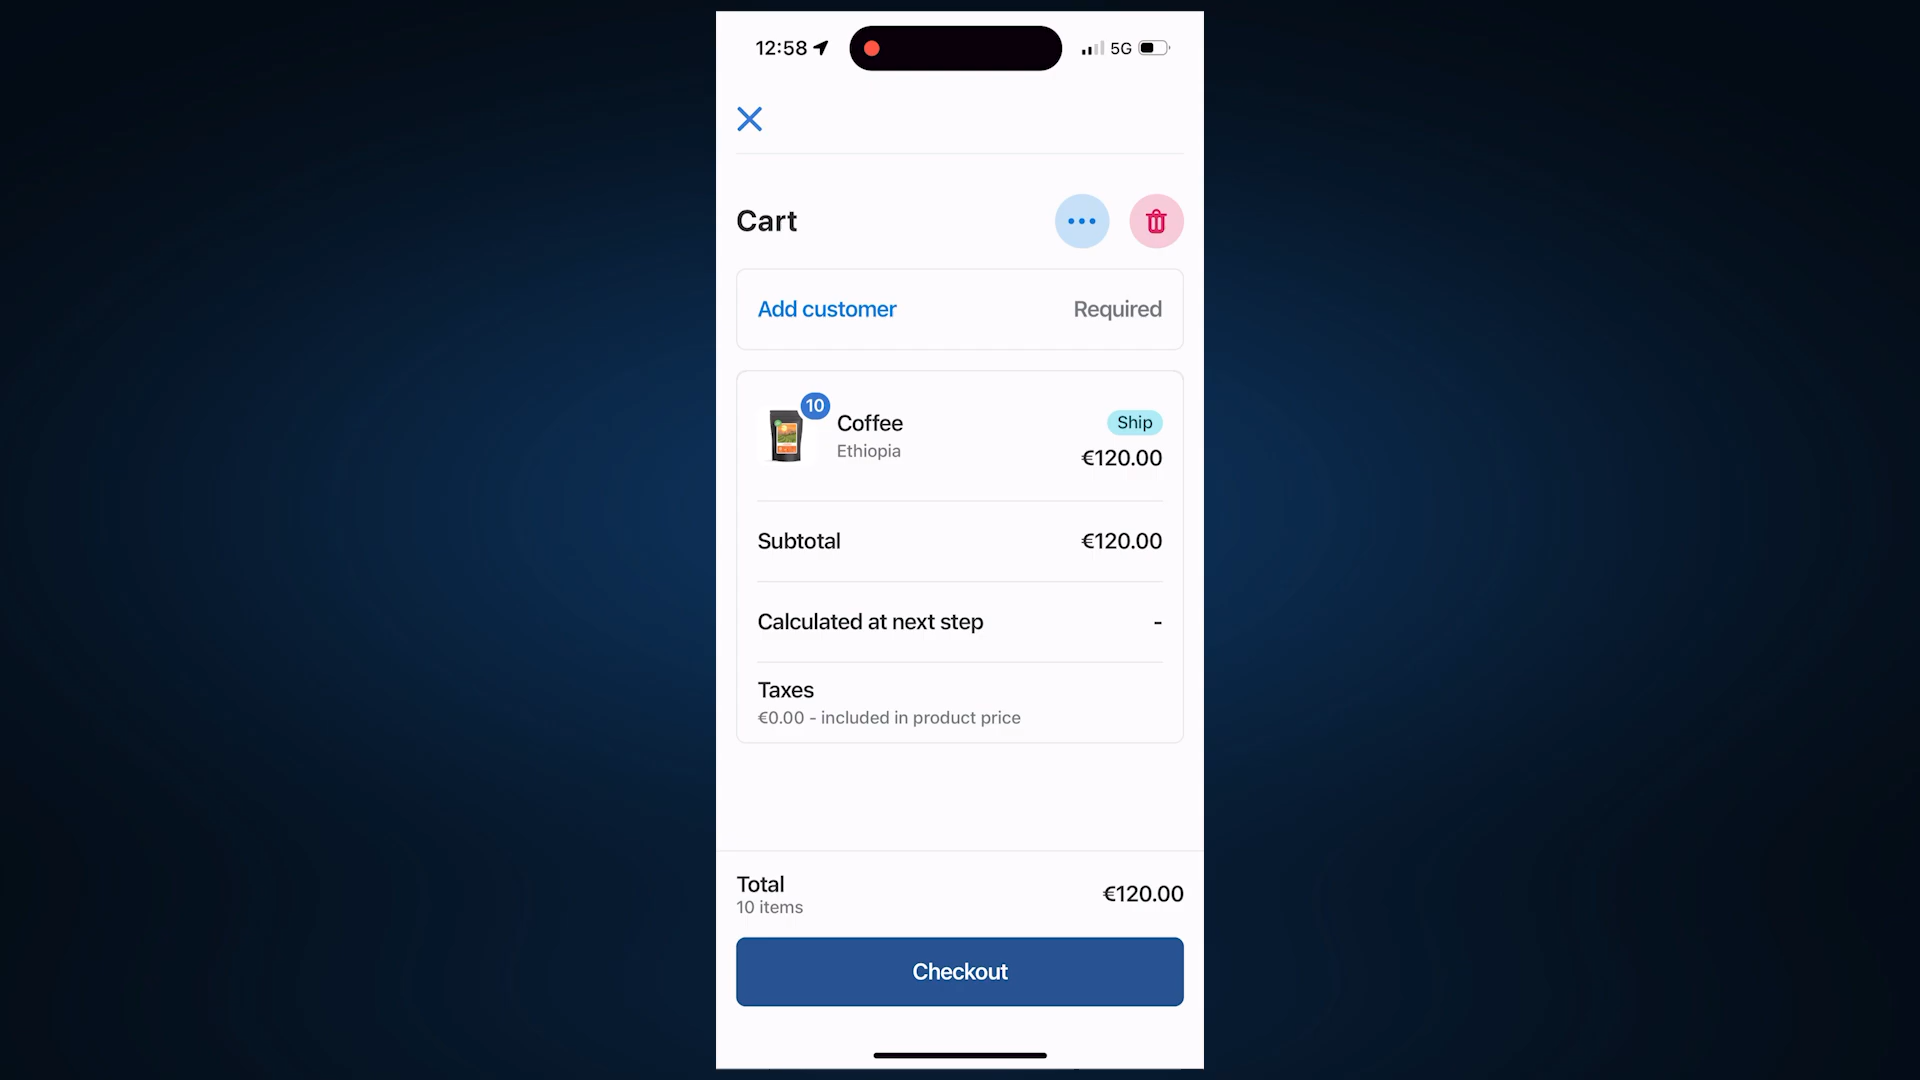 12:58 5G
Cart
Add customer Required
10
Coffee Ship
Ethiopia €120.00
Subtotal €120.00
Calculated at next step -
Taxes
€0.00 - included in product price
Total €120.00
10 items
Checkout